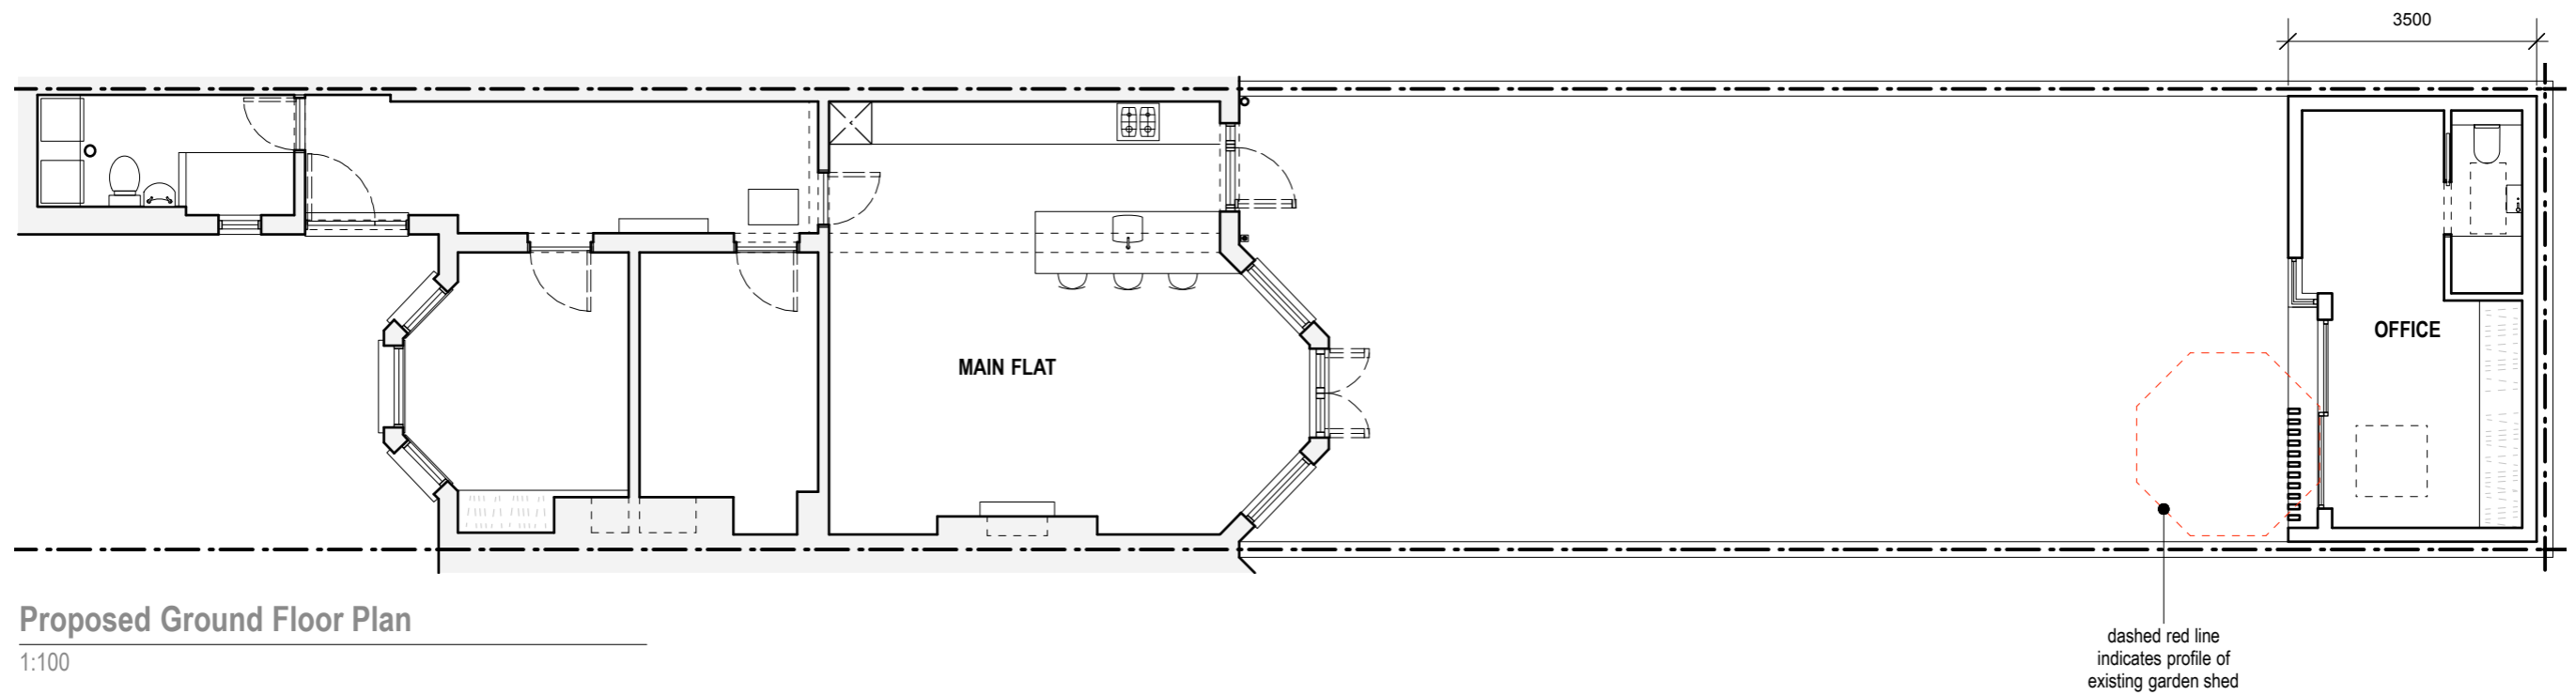 3500
OFFICE
MAIN FLAT
Proposed Ground Floor Plan
1:100
dashed red line
indicates profile of
existing garden shed